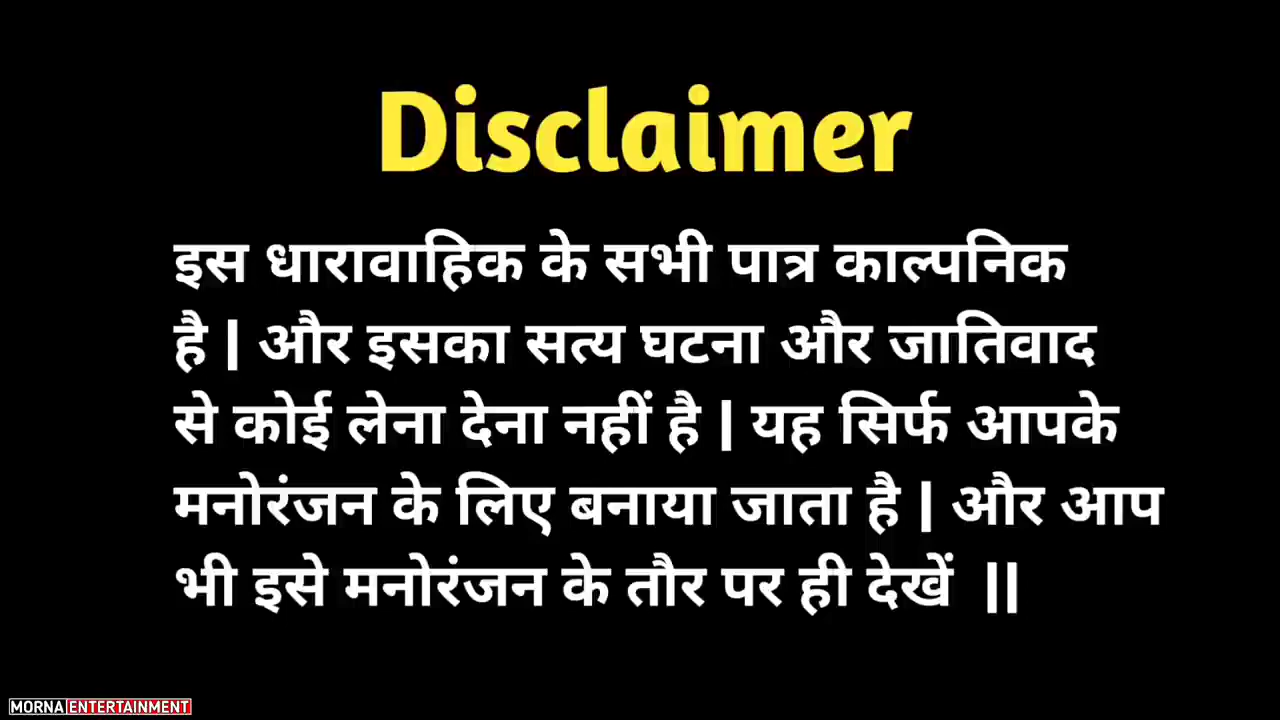 Disclaimer
इस धारावाहिक के सभी पात्र काल्पनिक
है | और इसका सत्य घटना और जातिवाद
से कोई लेना देना नहीं है | यह सिर्फ आपके
मनोरंजन के लिए बनाया जाता है | और आप
भी इसे मनोरंजन के तौर पर ही देखें ||
MORNA ENTERTAINMENT